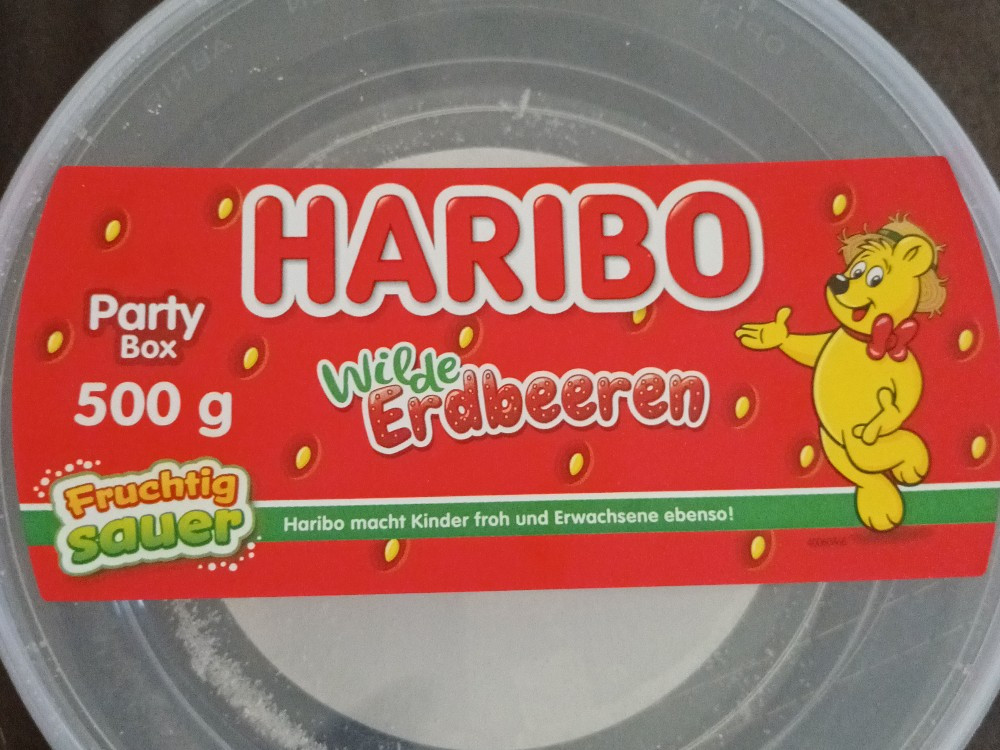 HARIBO
Party
Box
500 g
Wilde
Erdbeeren
Fruchtig
sauer
Haribo macht Kinder froh und Erwachsene ebenso!